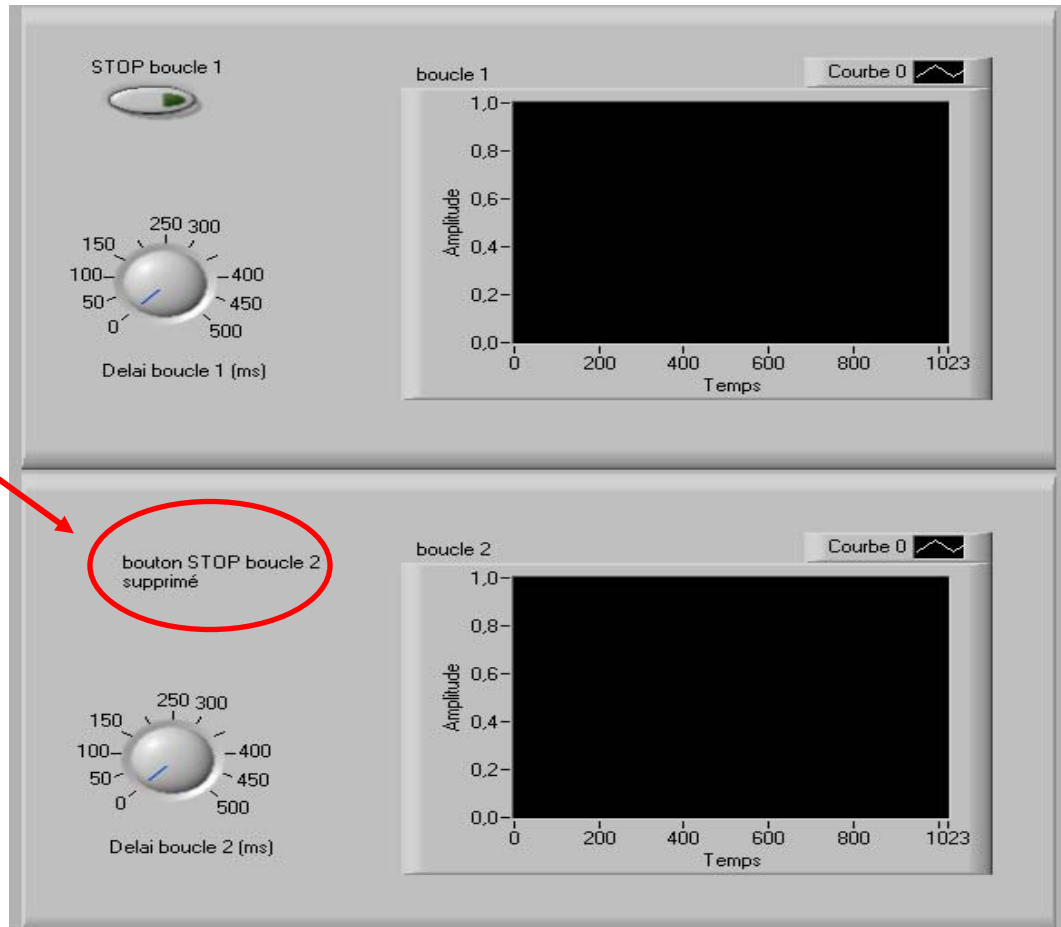 STOP boucle 1
boucle 1
Courbe 0
1,0
0,8
0,6
0,4
0,2
0,0
Amplitude
0 200 400 600 800 1023
Temps
250 300
150
100 400
50 450
0 500
Delai boucle 1 (ms)
bouton STOP boucle 2
supprimé
boucle 2
Courbe 0
1,0
0,8
0,6
0,4
0,2
0,0
Amplitude
0 200 400 600 800 1023
Temps
250 300
150
100 400
50 450
0 500
Delai boucle 2 (ms)